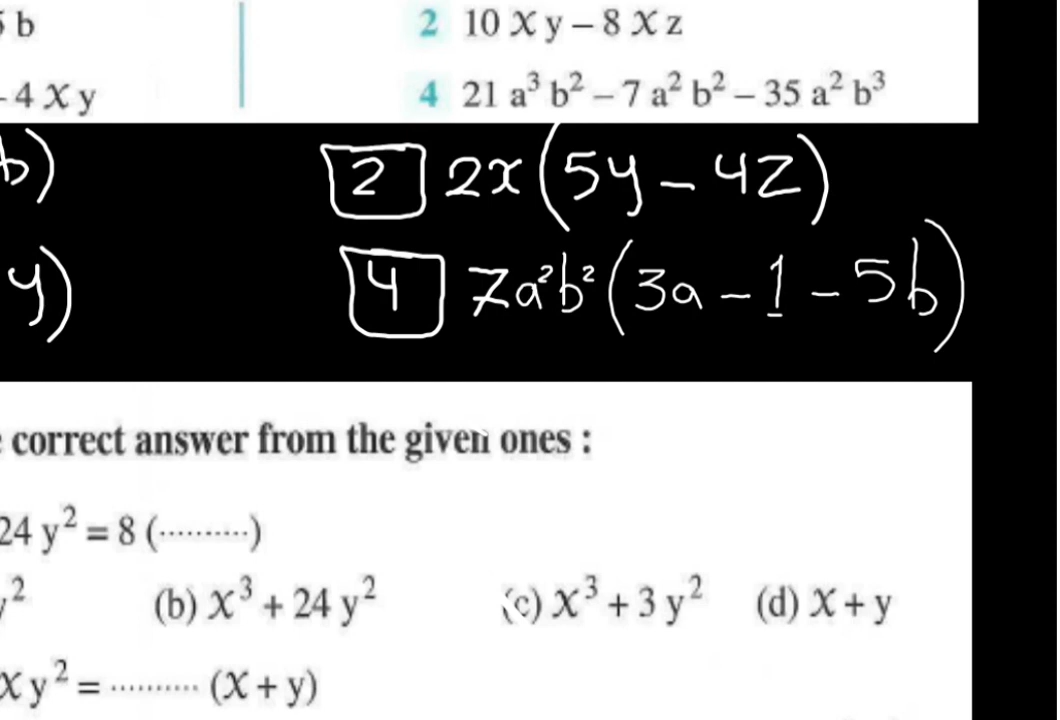 b 2 10 X y – 8 X z
– 4 X y 4 21 a³ b² – 7 a² b² – 35 a² b³
b) 2 2x(5y – 4z)
y) 4 7a²b²(3a – 1 – 5b)
correct answer from the given ones :
24 y² = 8 (··········)
² (b) X³ + 24 y² (c) X³ + 3 y² (d) X + y
X y² = ·········· (X + y)